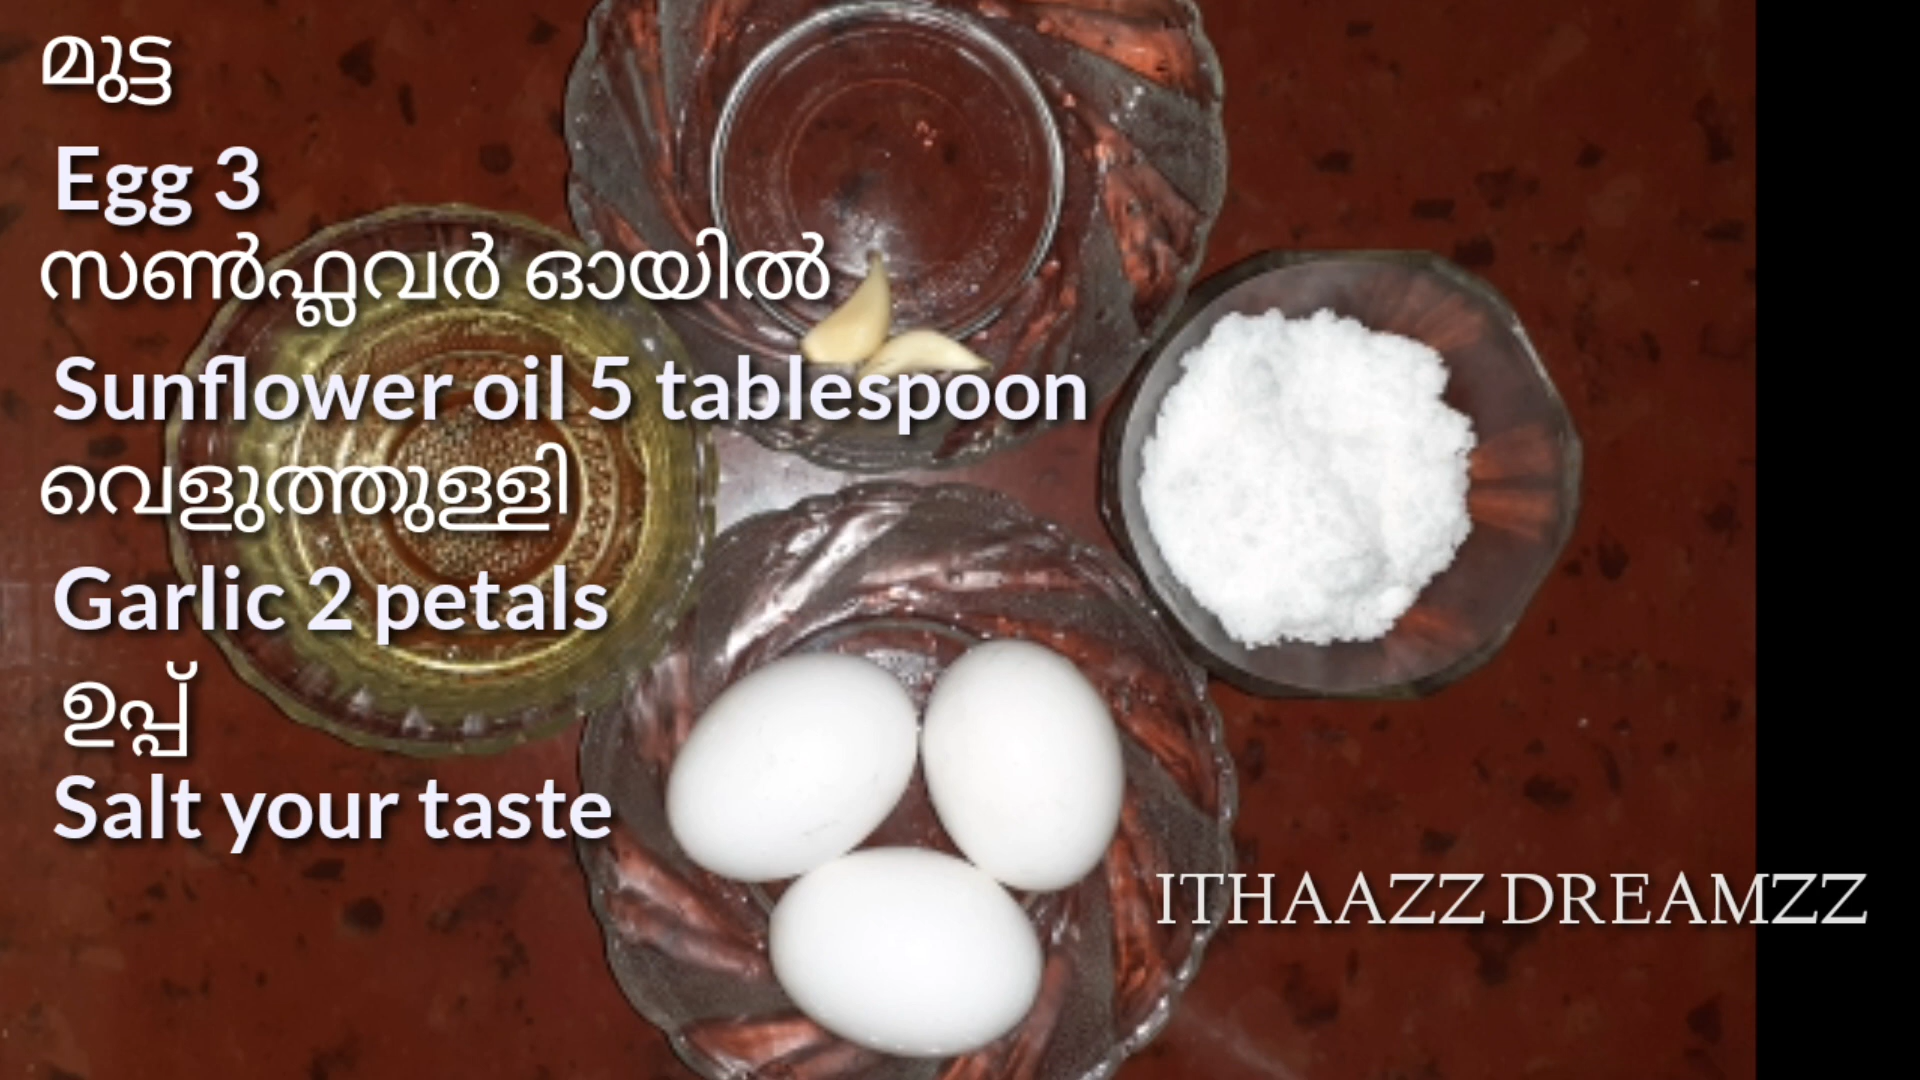 മുട്ട
Egg 3
സൺഫ്ലവർ ഓയിൽ
Sunflower oil 5 tablespoon
വെളുത്തുള്ളി
Garlic 2 petals
ഉപ്പ്
Salt your taste
ITHAAZZ DREAMZZ